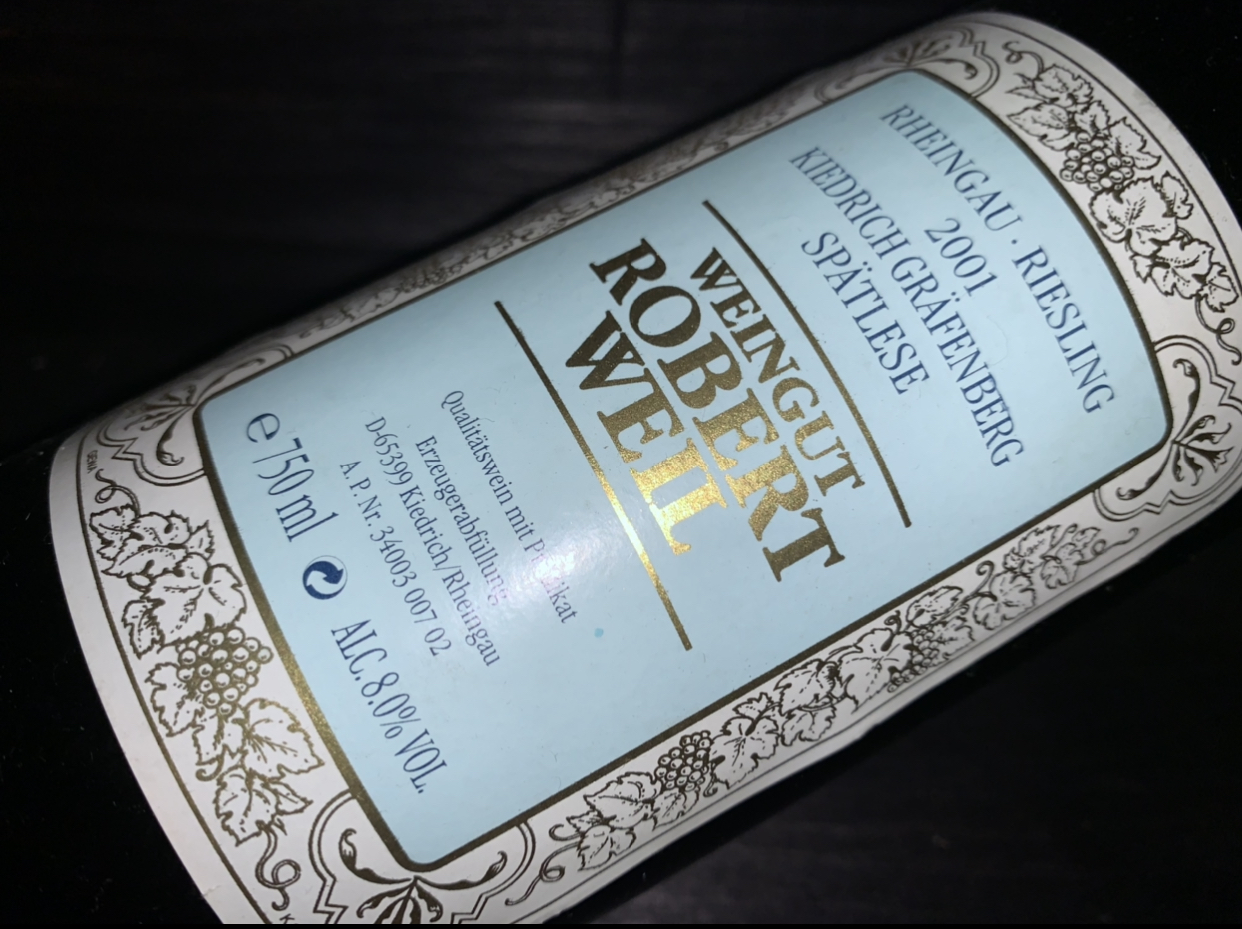 RHEINGAU · RIESLING
2001
KIEDRICH GRÄFENBERG
SPÄTLESE
WEINGUT
ROBERT
WEIL
Qualitätswein mit Prädikat
Erzeugerabfüllung
D-65399 Kiedrich/Rheingau
A. P. Nr. 34003 007 02
e 750 ml ALC. 8.0% VOL.